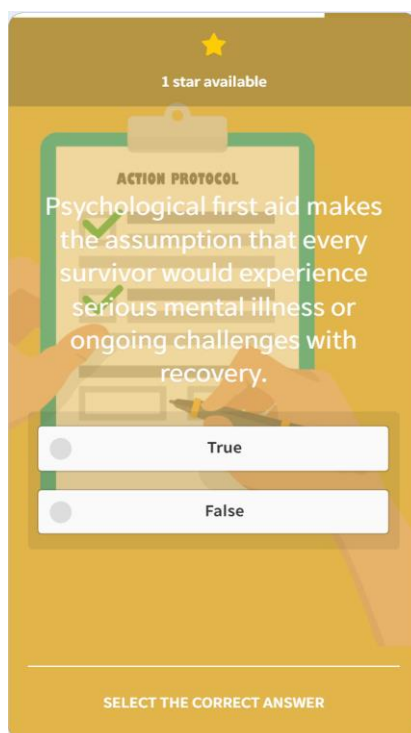 1 star available
ACTION PROTOCOL
Psychological first aid makes
the assumption that every
survivor would experience
serious mental illness or
ongoing challenges with
recovery.
True
False
SELECT THE CORRECT ANSWER